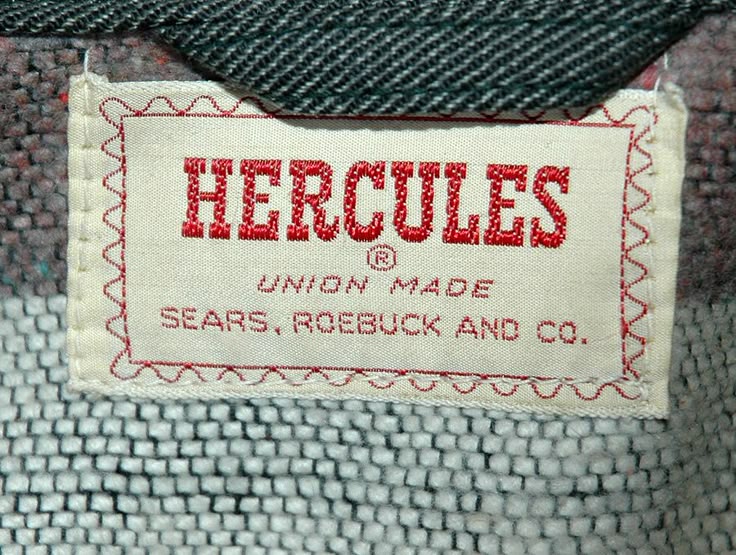 HERCULES
®
UNION MADE
SEARS, ROEBUCK AND CO.